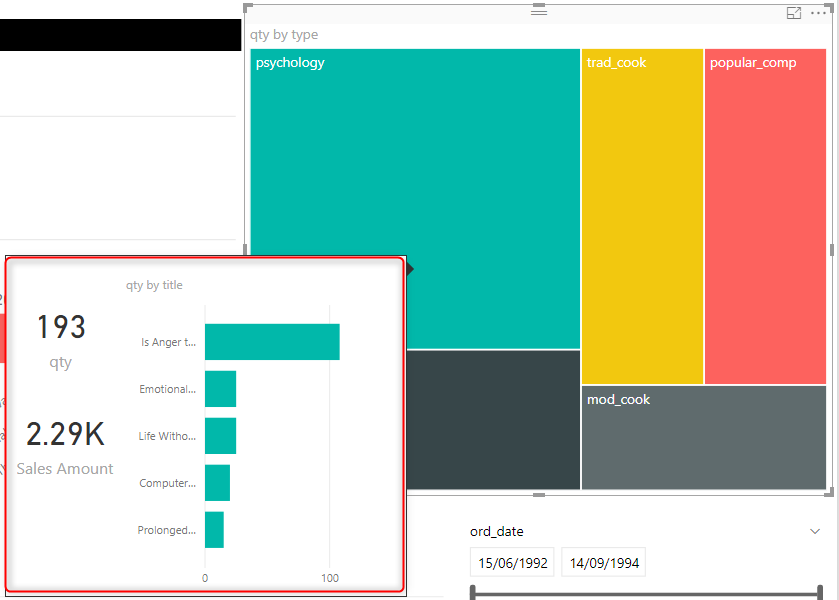 qty by type
psychology
trad_cook
popular_comp
mod_cook
qty by title
193
qty
2.29K
Sales Amount
Is Anger t...
Emotional...
Life Witho...
Computer...
Prolonged...
0
100
ord_date
15/06/1992
14/09/1994